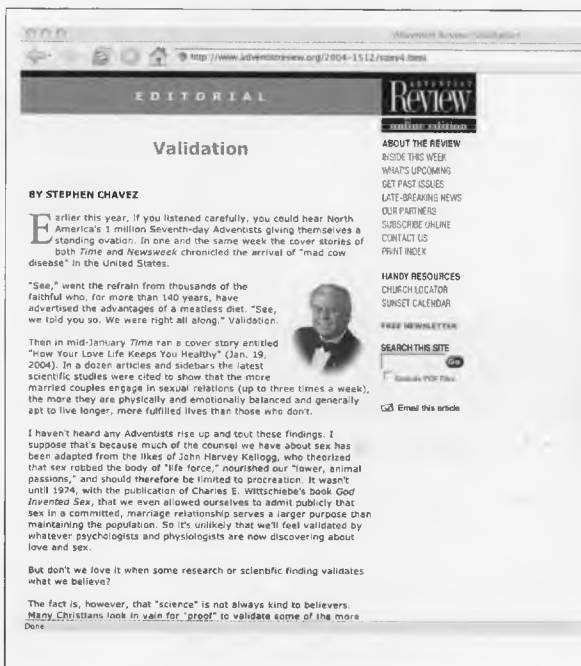 Adventist Review: Validation
http://www.adventistreview.org/2004-1512/story4.html
EDITORIAL
ADVENTIST
Review
online edition
Validation
BY STEPHEN CHAVEZ
Earlier this year, if you listened carefully, you could hear North
America's 1 million Seventh-day Adventists giving themselves a
standing ovation. In one and the same week the cover stories of
both Time and Newsweek chronicled the arrival of "mad cow
disease" in the United States.
"See," went the refrain from thousands of the
faithful who, for more than 140 years, have
advertised the advantages of a meatless diet. "See,
we told you so. We were right all along." Validation.
Then in mid-January Time ran a cover story entitled
"How Your Love Life Keeps You Healthy" (Jan. 19,
2004). In a dozen articles and sidebars the latest
scientific studies were cited to show that the more
married couples engage in sexual relations (up to three times a week),
the more they are physically and emotionally balanced and generally
apt to live longer, more fulfilled lives than those who don't.
I haven't heard any Adventists rise up and tout these findings. I
suppose that's because much of the counsel we have about sex has
been adapted from the likes of John Harvey Kellogg, who theorized
that sex robbed the body of "life force," nourished our "lower, animal
passions," and should therefore be limited to procreation. It wasn't
until 1974, with the publication of Charles E. Wittschiebe's book God
Invented Sex, that we even allowed ourselves to admit publicly that
sex in a committed, marriage relationship serves a larger purpose than
maintaining the population. So it's unlikely that we'll feel validated by
whatever psychologists and physiologists are now discovering about
love and sex.
But don't we love it when some research or scientific finding validates
what we believe?
The fact is, however, that "science" is not always kind to believers.
Many Christians look in vain for "proof" to validate some of the more
Done
ABOUT THE REVIEW
INSIDE THIS WEEK
WHAT'S UPCOMING
GET PAST ISSUES
LATE-BREAKING NEWS
OUR PARTNERS
SUBSCRIBE ONLINE
CONTACT US
PRINT INDEX
HANDY RESOURCES
CHURCH LOCATOR
SUNSET CALENDAR
FREE NEWSLETTER
SEARCH THIS SITE
Go
Exclude PDF Files
Email this article